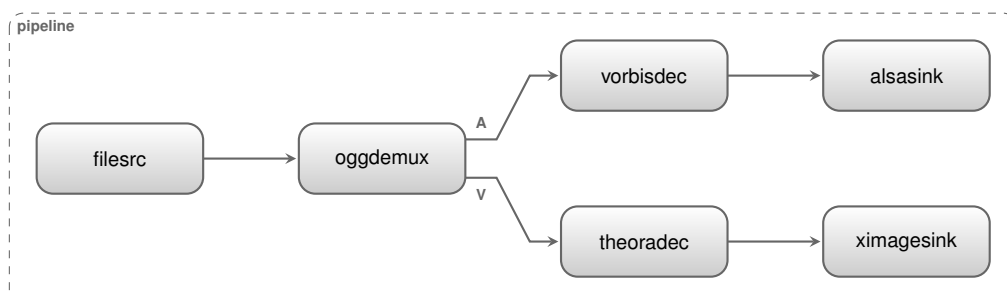 pipeline
filesrc
oggdemux
A
V
vorbisdec
alsasink
theoradec
ximagesink